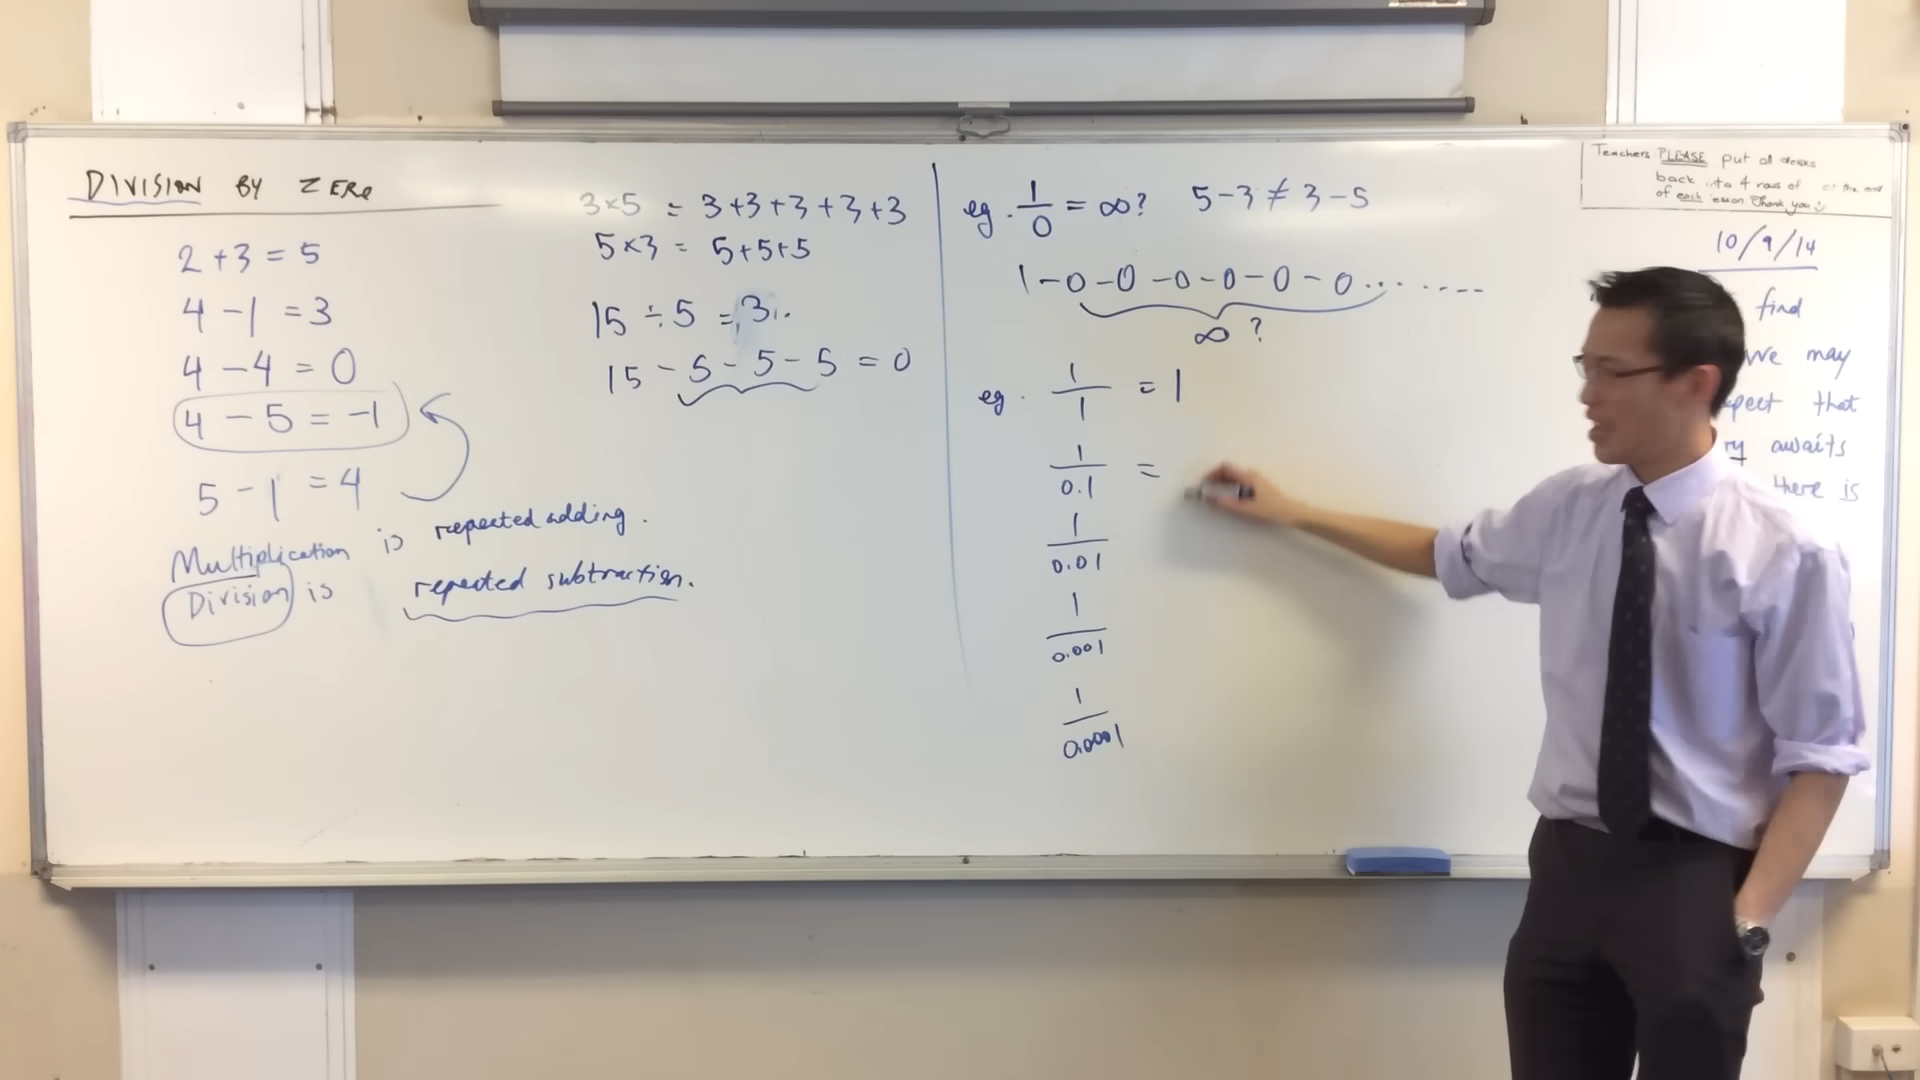 DIVISION BY ZERO
2 + 3 = 5
4 - 1 = 3
4 - 4 = 0
4 - 5 = -1
5 - 1 = 4
Multiplication is repeated adding.
Division is repeated subtraction.
3×5 = 3+3+3+3+3
5×3 = 5+5+5
15 ÷ 5 = 3.
15 - 5 - 5 - 5 = 0
eg. 1/0 = ∞? 5-3 ≠ 3-5
1-0-0-0-0-0-0........
∞ ?
eg. 1/1 = 1
1/0.1 =
1/0.01
1/0.001
1/0.0001
Teachers PLEASE put all desks
back into 4 rows of at the end
of each lesson Thank you
10/9/14
find
We may
that
awaits
there is